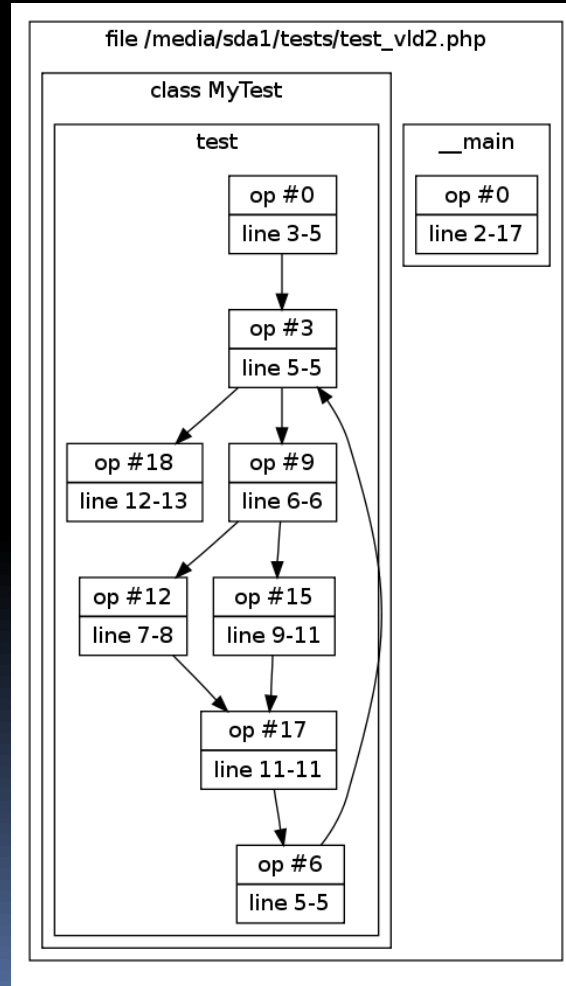 file /media/sda1/tests/test_vld2.php
class MyTest
test
__main
op #0
line 3-5
op #0
line 2-17
op #3
line 5-5
op #18
line 12-13
op #9
line 6-6
op #12
line 7-8
op #15
line 9-11
op #17
line 11-11
op #6
line 5-5